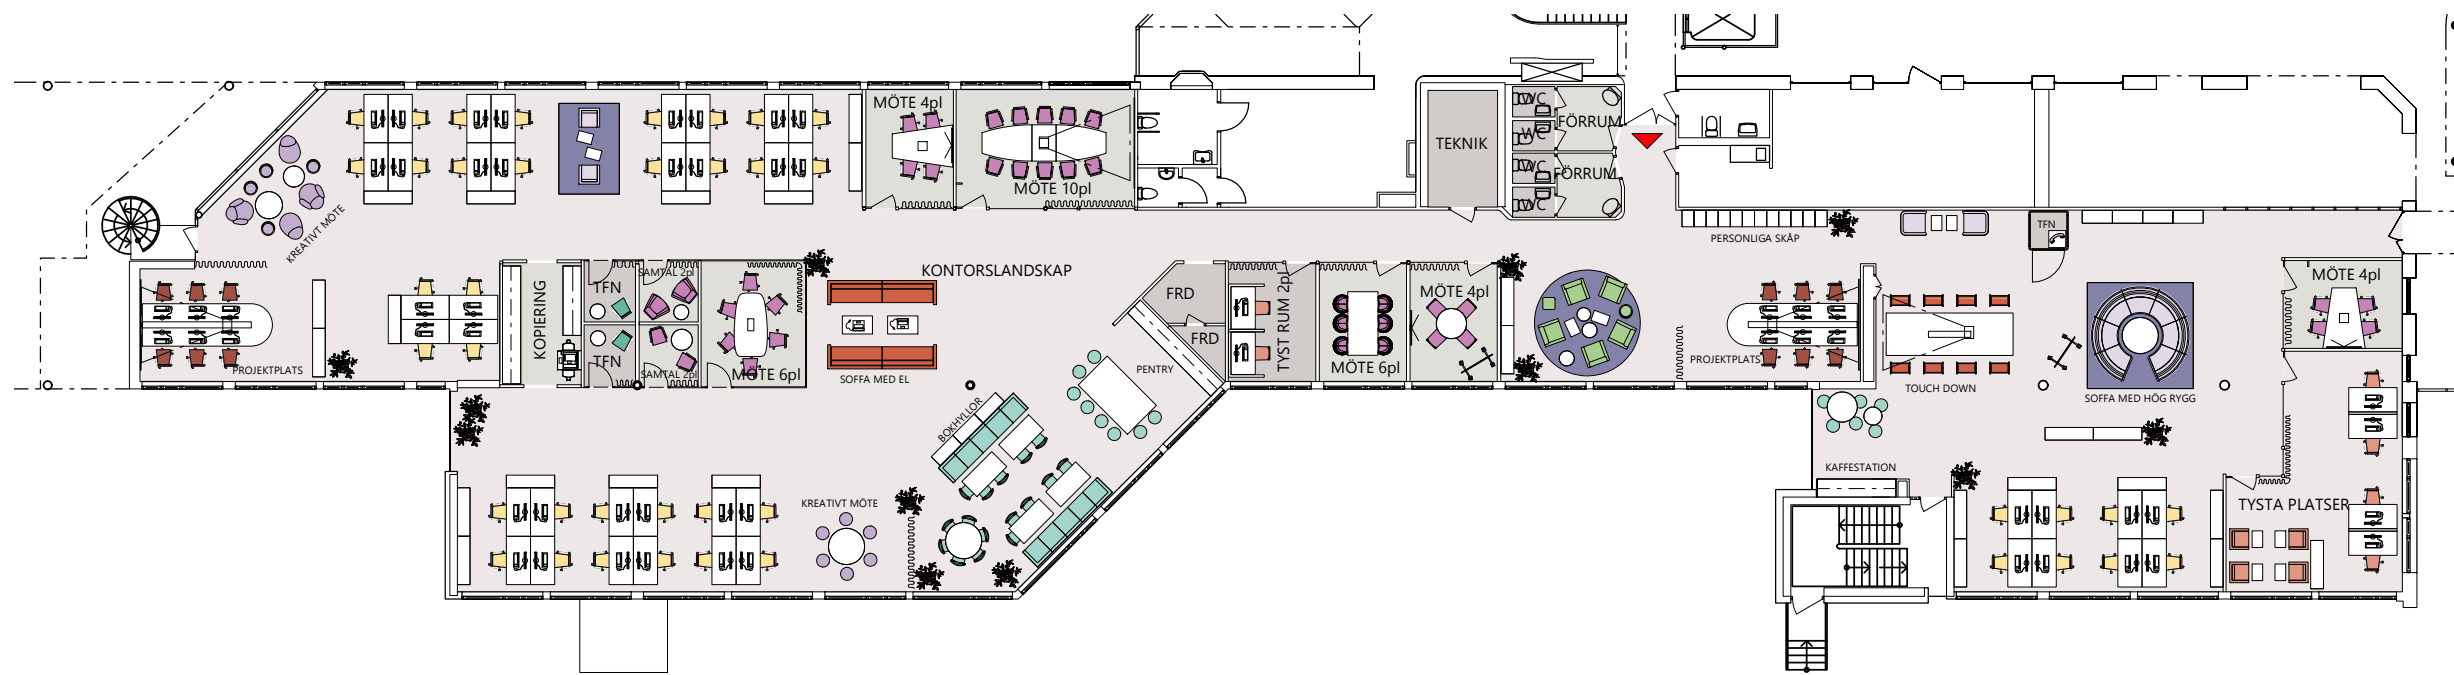 MÖTE 4pl
MÖTE 10pl
KREATIVT MÖTE
TEKNIK
WC
FÖRRUM
WC
WC
FÖRRUM
WC
PERSONLIGA SKÅP
TFN
KONTORSLANDSKAP
KOPIERING
TFN
SAMTAL 2pl
TFN
SAMTAL 2pl
MÖTE 6pl
PROJEKTPLATS
SOFFA MED EL
FRD
FRD
PENTRY
BOKHYLLOR
TYST RUM 2pl
MÖTE 6pl
MÖTE 4pl
PROJEKTPLATS
TOUCH DOWN
SOFFA MED HÖG RYGG
MÖTE 4pl
KAFFESTATION
KREATIVT MÖTE
TYSTA PLATSER